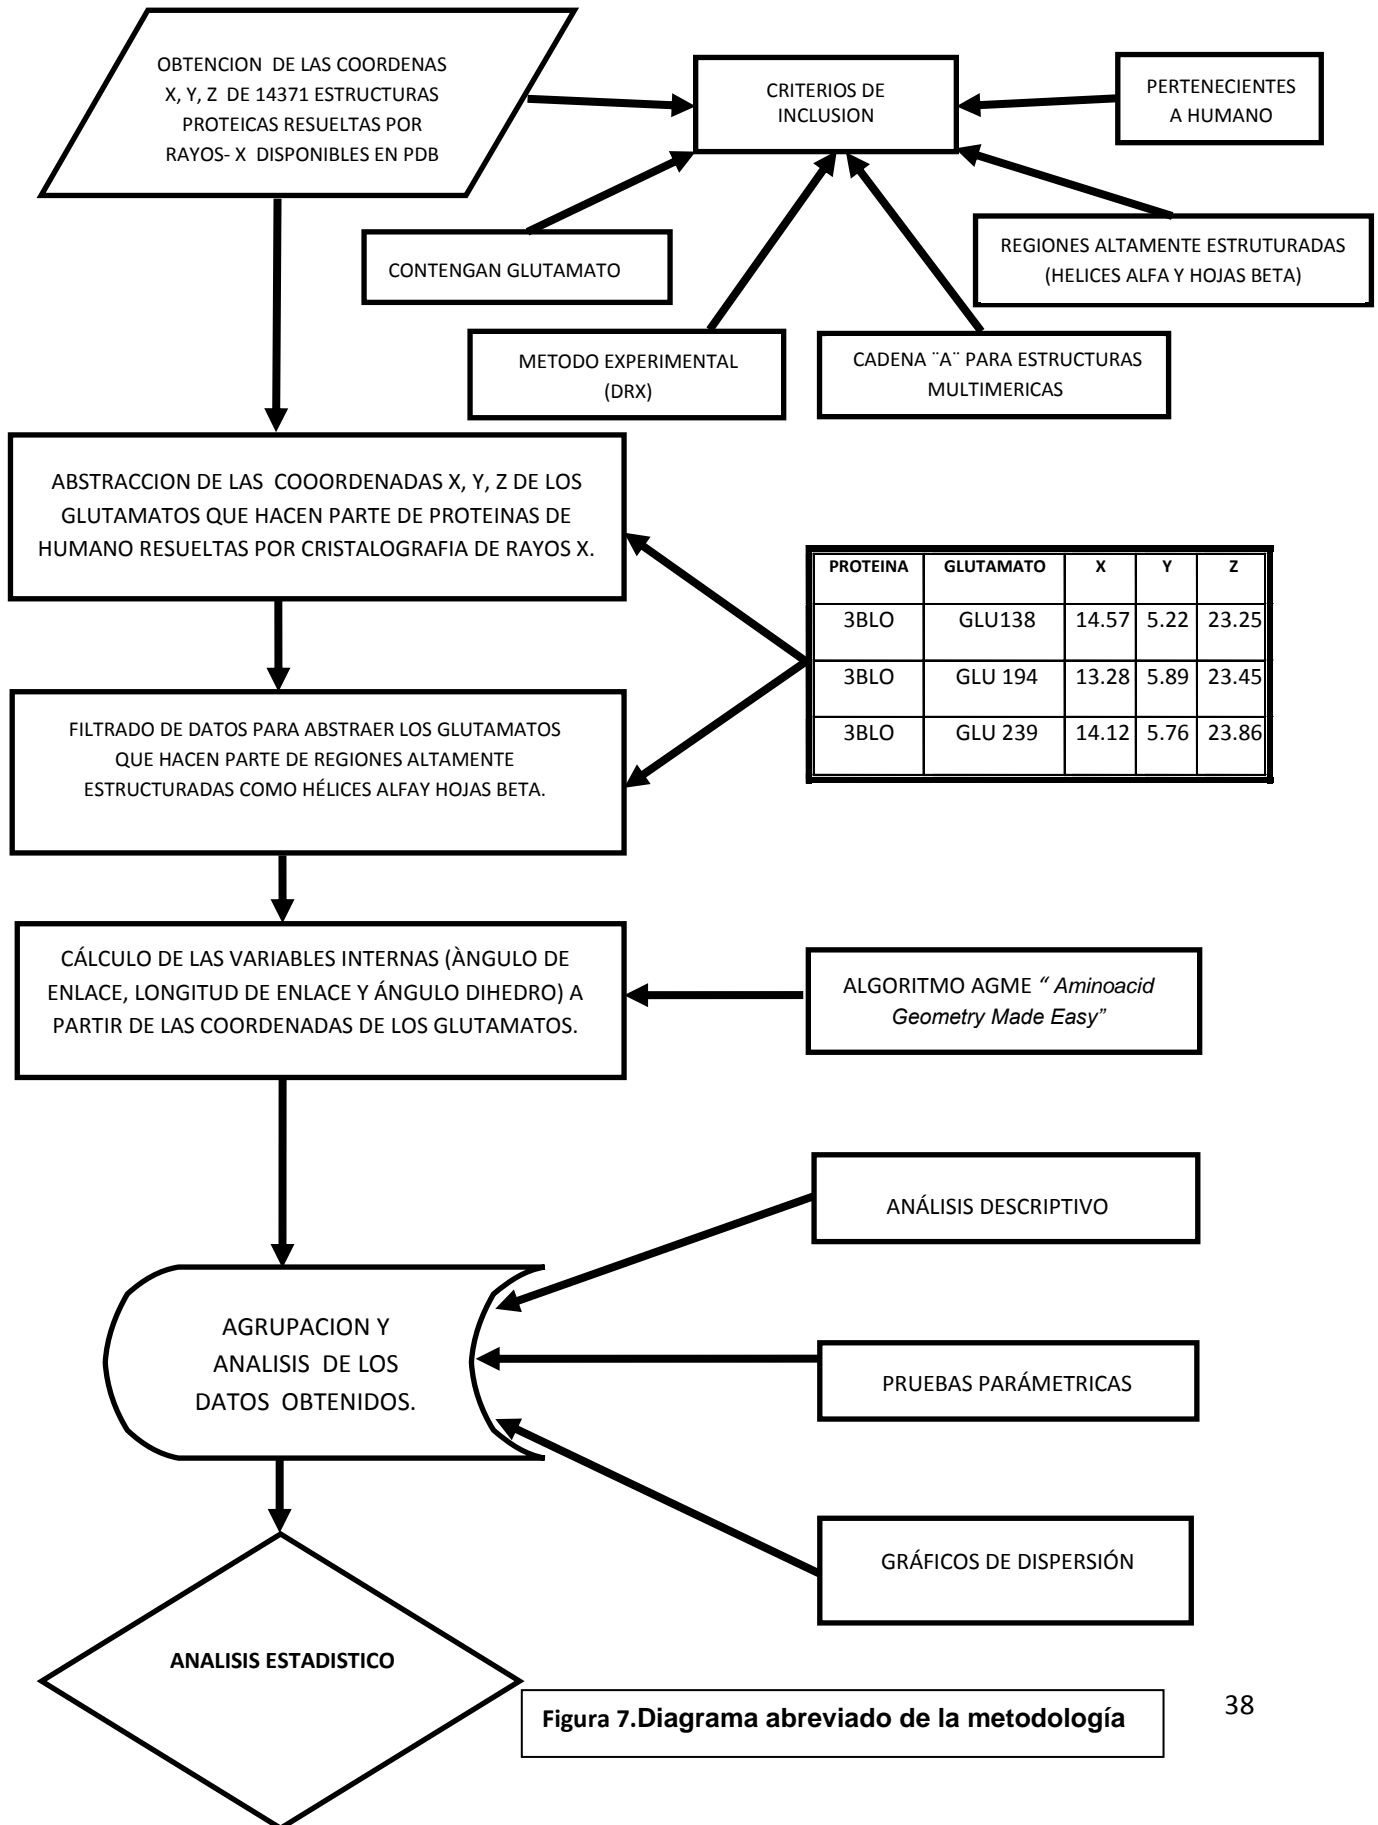 OBTENCION DE LAS COORDENAS
X, Y, Z DE 14371 ESTRUCTURAS
PROTEICAS RESUELTAS POR
RAYOS- X DISPONIBLES EN PDB
CRITERIOS DE
INCLUSION
PERTENECIENTES
A HUMANO
CONTENGAN GLUTAMATO
REGIONES ALTAMENTE ESTRUTURADAS
(HELICES ALFA Y HOJAS BETA)
METODO EXPERIMENTAL
(DRX)
CADENA ¨A¨ PARA ESTRUCTURAS
MULTIMERICAS
ABSTRACCION DE LAS COOORDENADAS X, Y, Z DE LOS
GLUTAMATOS QUE HACEN PARTE DE PROTEINAS DE
HUMANO RESUELTAS POR CRISTALOGRAFIA DE RAYOS X.
PROTEINA GLUTAMATO X Y Z
3BLO GLU138 14.57 5.22 23.25
3BLO GLU 194 13.28 5.89 23.45
3BLO GLU 239 14.12 5.76 23.86
FILTRADO DE DATOS PARA ABSTRAER LOS GLUTAMATOS
QUE HACEN PARTE DE REGIONES ALTAMENTE
ESTRUCTURADAS COMO HÉLICES ALFAY HOJAS BETA.
CÁLCULO DE LAS VARIABLES INTERNAS (ÀNGULO DE
ENLACE, LONGITUD DE ENLACE Y ÁNGULO DIHEDRO) A
PARTIR DE LAS COORDENADAS DE LOS GLUTAMATOS.
ALGORITMO AGME “ Aminoacid
Geometry Made Easy”
ANÁLISIS DESCRIPTIVO
AGRUPACION Y
ANALISIS DE LOS
DATOS OBTENIDOS.
PRUEBAS PARÁMETRICAS
GRÁFICOS DE DISPERSIÓN
ANALISIS ESTADISTICO
Figura 7.Diagrama abreviado de la metodología
38